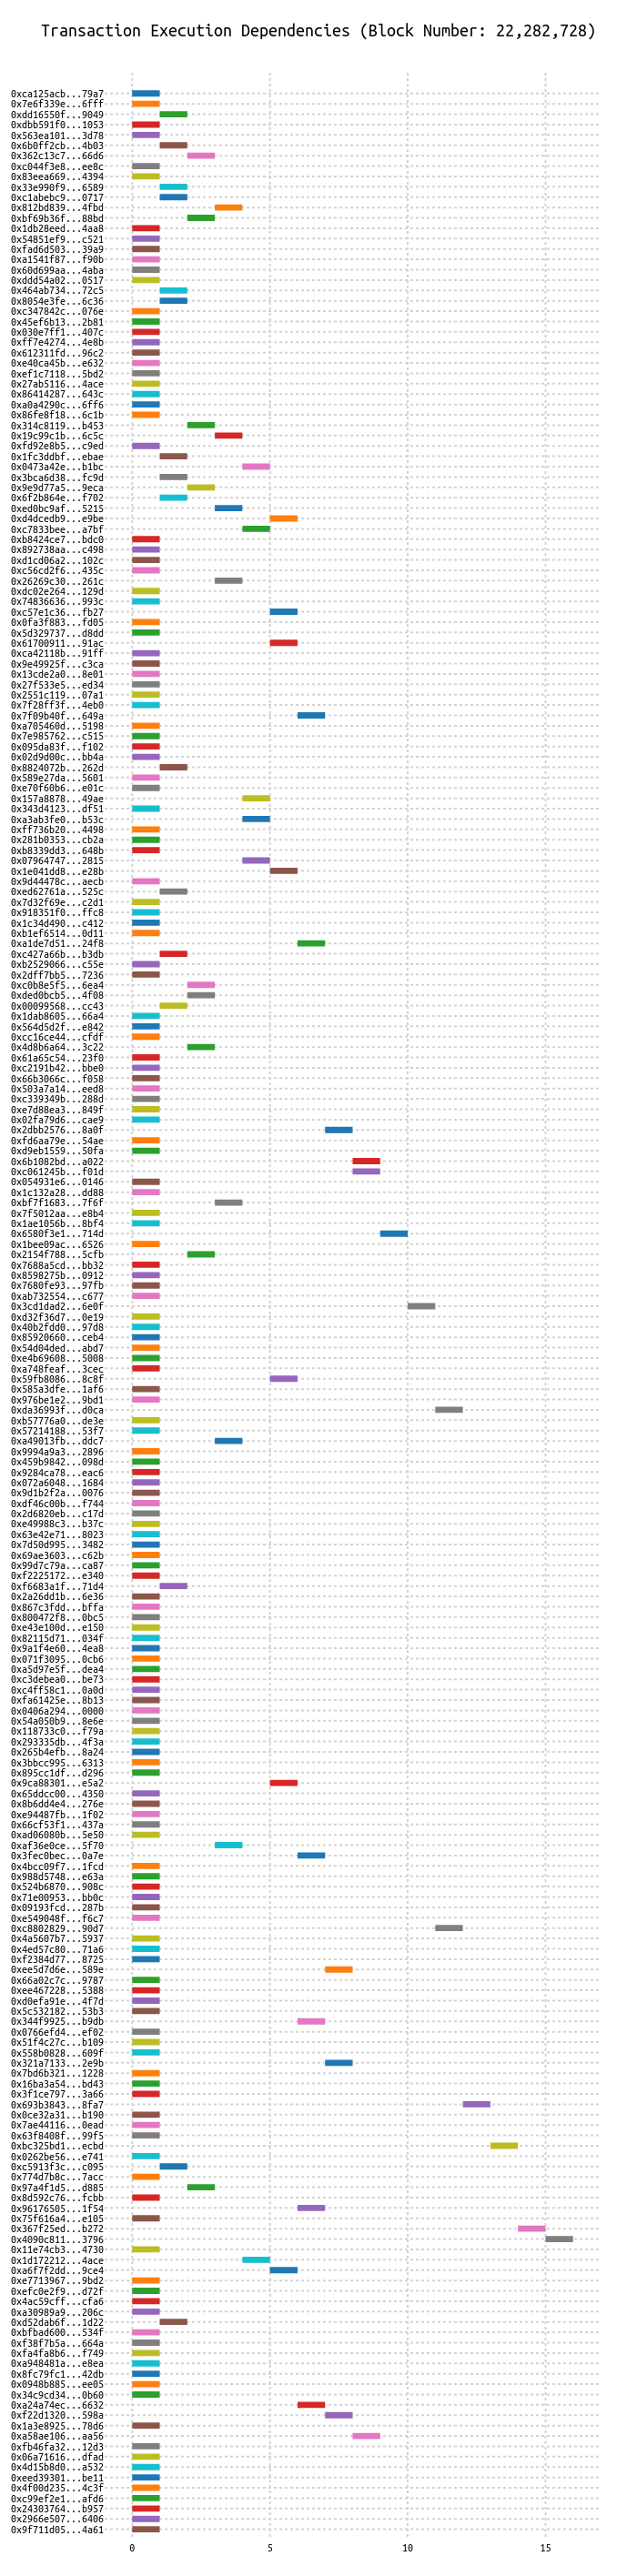 Transaction Execution Dependencies (Block Number: 22,282,728)
0xca125acb...79a7
0x7e6f339e...6fff
0xdd16550f...9049
0xdbb591f0...1053
0x563ea101...3d78
0x6b0ff2cb...4b03
0x362c13c7...66d6
0xc044f3e8...ee8c
0x83eea669...4394
0x33e990f9...6589
0xc1abebc9...0717
0x812bd839...4fbd
0xbf69b36f...88bd
0x1db28eed...4aa8
0x54851ef9...c521
0xfad6d503...39a9
0xa1541f87...f90b
0x60d699aa...4aba
0xddd54a02...0517
0x464ab734...72c5
0x8054e3fe...6c36
0xc347842c...076e
0x45ef6b13...2b81
0x030e7ff1...407c
0xff7e4274...4e8b
0x612311fd...96c2
0xe40ca45b...e632
0xef1c7118...5bd2
0x27ab5116...4ace
0x86414287...643c
0xa0a4290c...6ff6
0x86fe8f18...6c1b
0x314c8119...b453
0x19c99c1b...6c5c
0xfd92e8b5...c9ed
0x1fc3ddbf...ebae
0x0473a42e...b1bc
0x3bca6d38...fc9d
0x9e9d77a5...9eca
0x6f2b864e...f702
0xed0bc9af...5215
0xd4dcedb9...e9be
0xc7833bee...a7bf
0xb8424ce7...bdc0
0x892738aa...c498
0xd1cd06a2...102c
0xc56cd2f6...435c
0x26269c30...261c
0xdc02e264...129d
0x74836636...993c
0xc57e1c36...fb27
0x0fa3f883...fd05
0x5d329737...d8dd
0x61700911...91ac
0xca42118b...91ff
0x9e49925f...c3ca
0x13cde2a0...8e01
0x27f533e5...ed34
0x2551c119...07a1
0x7f28ff3f...4eb0
0x7f09b40f...649a
0xa705460d...5198
0x7e985762...c515
0x095da83f...f102
0x02d9d00c...bb4a
0x8824072b...262d
0x589e27da...5601
0xe70f60b6...e01c
0x157a8878...49ae
0x343d4123...df51
0xa3ab3fe0...b53c
0xff736b20...4498
0x281b0353...cb2a
0xb8339dd3...648b
0x07964747...2815
0x1e041dd8...e28b
0x9d44478c...aecb
0xed62761a...525c
0x7d32f69e...c2d1
0x918351f0...ffc8
0x1c34d490...c412
0xb1ef6514...0d11
0xa1de7d51...24f8
0xc427a66b...b3db
0xb2529066...c55e
0x2dff7bb5...7236
0xc0b8e5f5...6ea4
0xded0bcb5...4f08
0x00099568...cc43
0x1dab8605...66a4
0x564d5d2f...e842
0xcc16ce44...cfdf
0x4d8b6a64...3c22
0x61a65c54...23f0
0xc2191b42...bbe0
0x66b3066c...f058
0x503a7a14...eed8
0xc339349b...288d
0xe7d88ea3...849f
0x02fa79d6...cae9
0x2dbb2576...8a0f
0xfd6aa79e...54ae
0xd9eb1559...50fa
0x6b1082bd...a022
0xc061245b...f01d
0x054931e6...0146
0x1c132a28...dd88
0xbf7f1683...7f6f
0x7f5012aa...e8b4
0x1ae1056b...8bf4
0x6580f3e1...714d
0x1bee09ac...6526
0x2154f788...5cfb
0x7688a5cd...bb32
0x8598275b...0912
0x7680fe93...97fb
0xab732554...c677
0x3cd1dad2...6e0f
0xd32f36d7...0e19
0x40b2fdd0...97d8
0x85920660...ceb4
0x54d04ded...abd7
0xe4b69608...5008
0xa748feaf...3cec
0x59fb8086...8c8f
0x585a3dfe...1af6
0x976be1e2...9bd1
0xda36993f...d0ca
0xb57776a0...de3e
0x57214188...53f7
0xa49013fb...ddc7
0x9994a9a3...2896
0x459b9842...098d
0x9284ca78...eac6
0x072a6048...1684
0x9d1b2f2a...0076
0xdf46c00b...f744
0x2d6820eb...c17d
0xe49988c3...b37c
0x63e42e71...8023
0x7d50d995...3482
0x69ae3603...c62b
0x99d7c79a...ca87
0xf2225172...e340
0xf6683a1f...71d4
0x2a26dd1b...6e36
0x867c3fdd...bffa
0x800472f8...0bc5
0xe43e100d...e150
0x82115d71...034f
0x9a1f4e60...4ea8
0x071f3095...0cb6
0xa5d97e5f...dea4
0xc3debea0...be73
0xc4ff58c1...0a0d
0xfa61425e...8b13
0x0406a294...0000
0x54a050b9...8e6e
0x118733c0...f79a
0x293335db...4f3a
0x265b4efb...8a24
0x3bbcc995...6313
0x895cc1df...d296
0x9ca88301...e5a2
0x65ddcc00...4350
0x8b6dd4e4...276e
0xe94487fb...1f02
0x66cf53f1...437a
0xad06080b...5e50
0xaf36e0ce...5f70
0x3fec0bec...0a7e
0x4bcc09f7...1fcd
0x988d5748...e63a
0x524b6870...908c
0x71e00953...bb0c
0x09193fcd...287b
0xe549048f...f6c7
0xc8802829...90d7
0x4a5607b7...5937
0x4ed57c80...71a6
0xf2384d77...8725
0xee5d7d6e...589e
0x66a02c7c...9787
0xee467228...5388
0xd0efa91e...4f7d
0x5c532182...53b3
0x344f9925...b9db
0x0766efd4...ef02
0x51f4c27c...b109
0x558b0828...609f
0x321a7133...2e9b
0x7bd6b321...1228
0x16ba3a54...bd43
0x3f1ce797...3a66
0x693b3843...8fa7
0x0ce32a31...b190
0x7ae44116...0ead
0x63f8408f...99f5
0xbc325bd1...ecbd
0x0262be56...e741
0xc5913f3c...c095
0x774d7b8c...7acc
0x97a4f1d5...d885
0x8d592c76...fcbb
0x96176505...1f54
0x75f616a4...e105
0x367f25ed...b272
0x4090c811...3796
0x11e74cb3...4730
0x1d172212...4ace
0xa6f7f2dd...9ce4
0xe7713967...9bd2
0xefc0e2f9...d72f
0x4ac59cff...cfa6
0xa30989a9...206c
0xd52dab6f...1d22
0xbfbad600...534f
0xf38f7b5a...664a
0xfa4fa8b6...f749
0xa948481a...e8ea
0x8fc79fc1...42db
0x0948b885...ee05
0x34c9cd34...0b60
0xa24a74ec...6632
0xf22d1320...598a
0x1a3e8925...78d6
0xa58ae106...aa56
0xfb46fa32...12d3
0x06a71616...dfad
0x4d15b8d0...a532
0xeed39301...be11
0x4f00d235...4c3f
0xc99ef2e1...afd6
0x24303764...b957
0x2966e507...6406
0x9f711d05...4a61
0 5 10 15